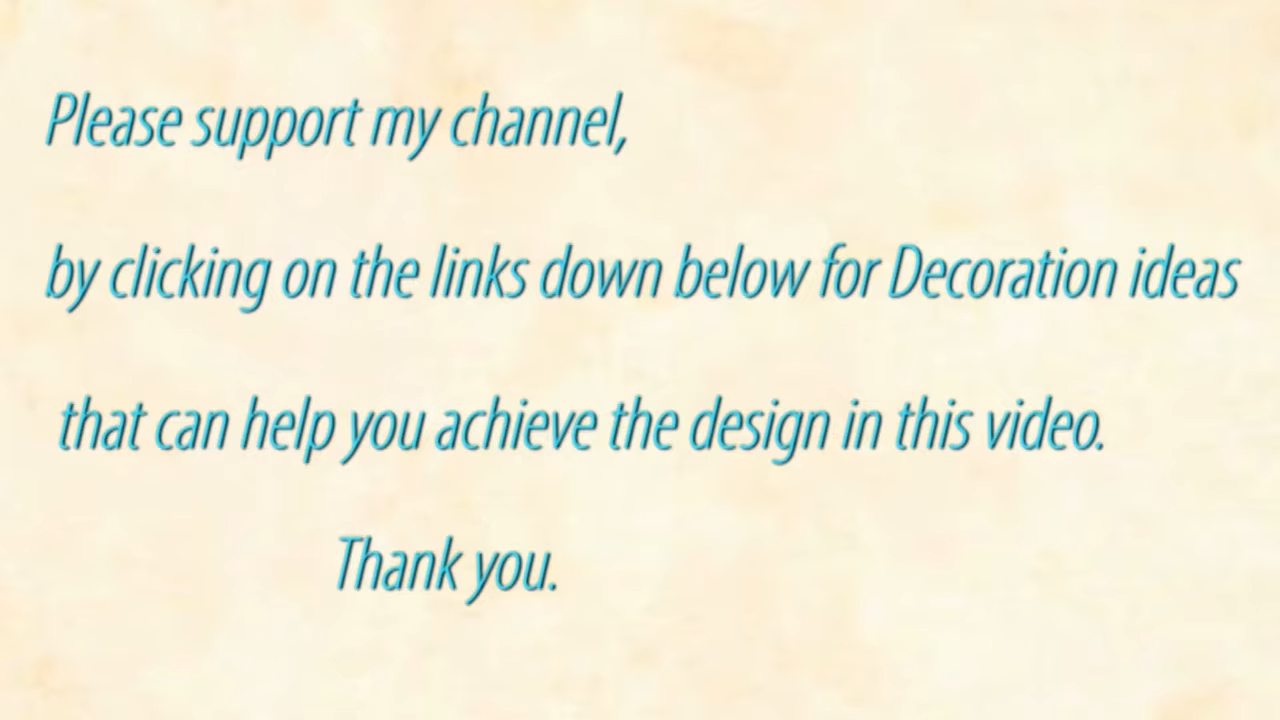 Please support my channel,
by clicking on the links down below for Decoration ideas
that can help you achieve the design in this video.
Thank you.